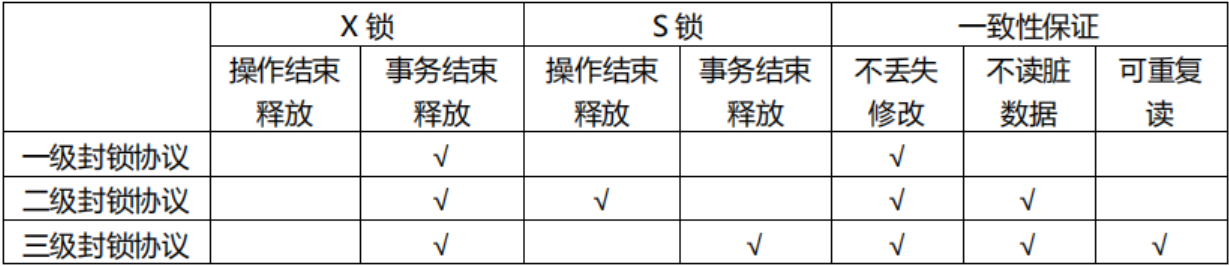 X 锁 S 锁 一致性保证
操作结束 事务结束 操作结束 事务结束 不丢失 不读脏 可重复
释放 释放 释放 释放 修改 数据 读
一级封锁协议 √ √
二级封锁协议 √ √ √ √
三级封锁协议 √ √ √ √ √